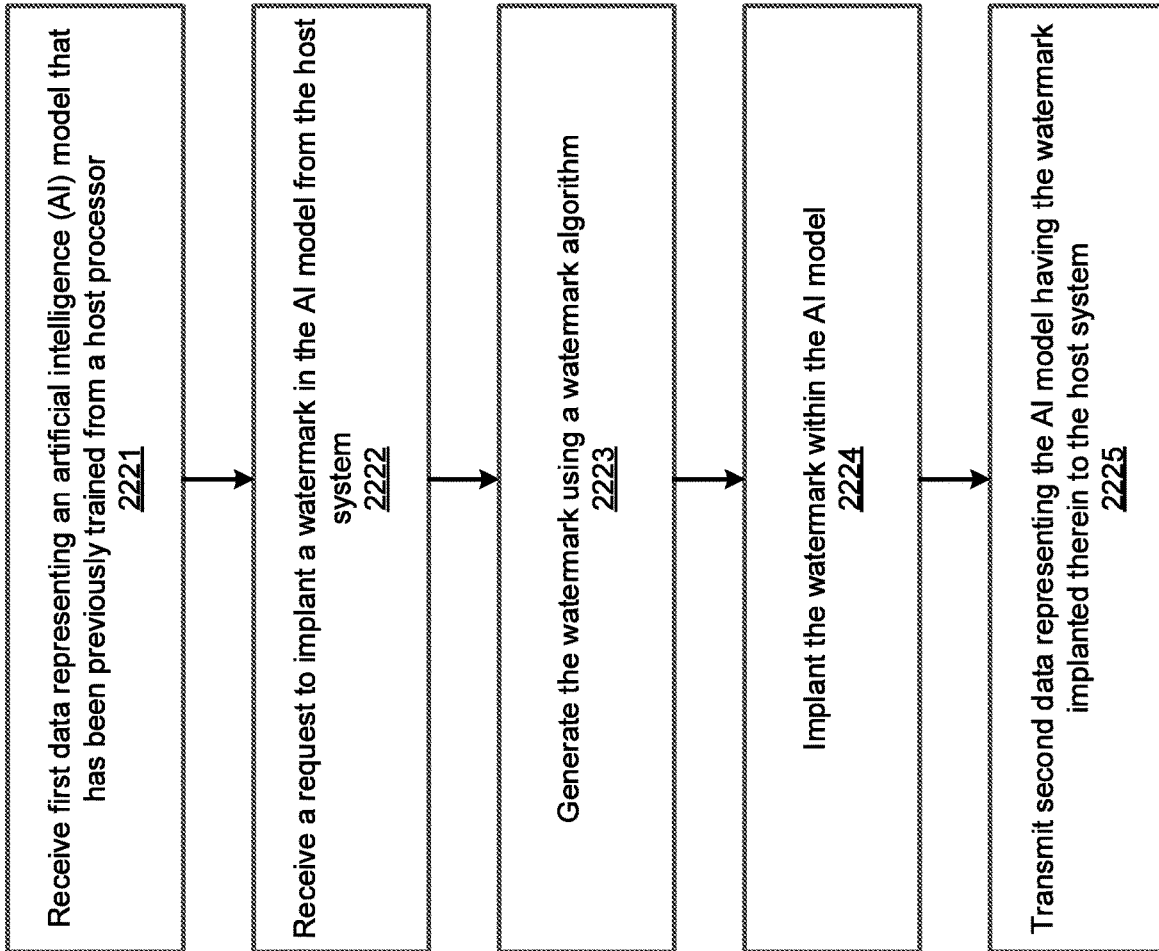 Receive first data representing an artificial intelligence (AI) model that
has been previously trained from a host processor
2221
Receive a request to implant a watermark in the AI model from the host
system
2222
Generate the watermark using a watermark algorithm
2223
Implant the watermark within the AI model
2224
Transmit second data representing the AI model having the watermark
implanted therein to the host system
2225